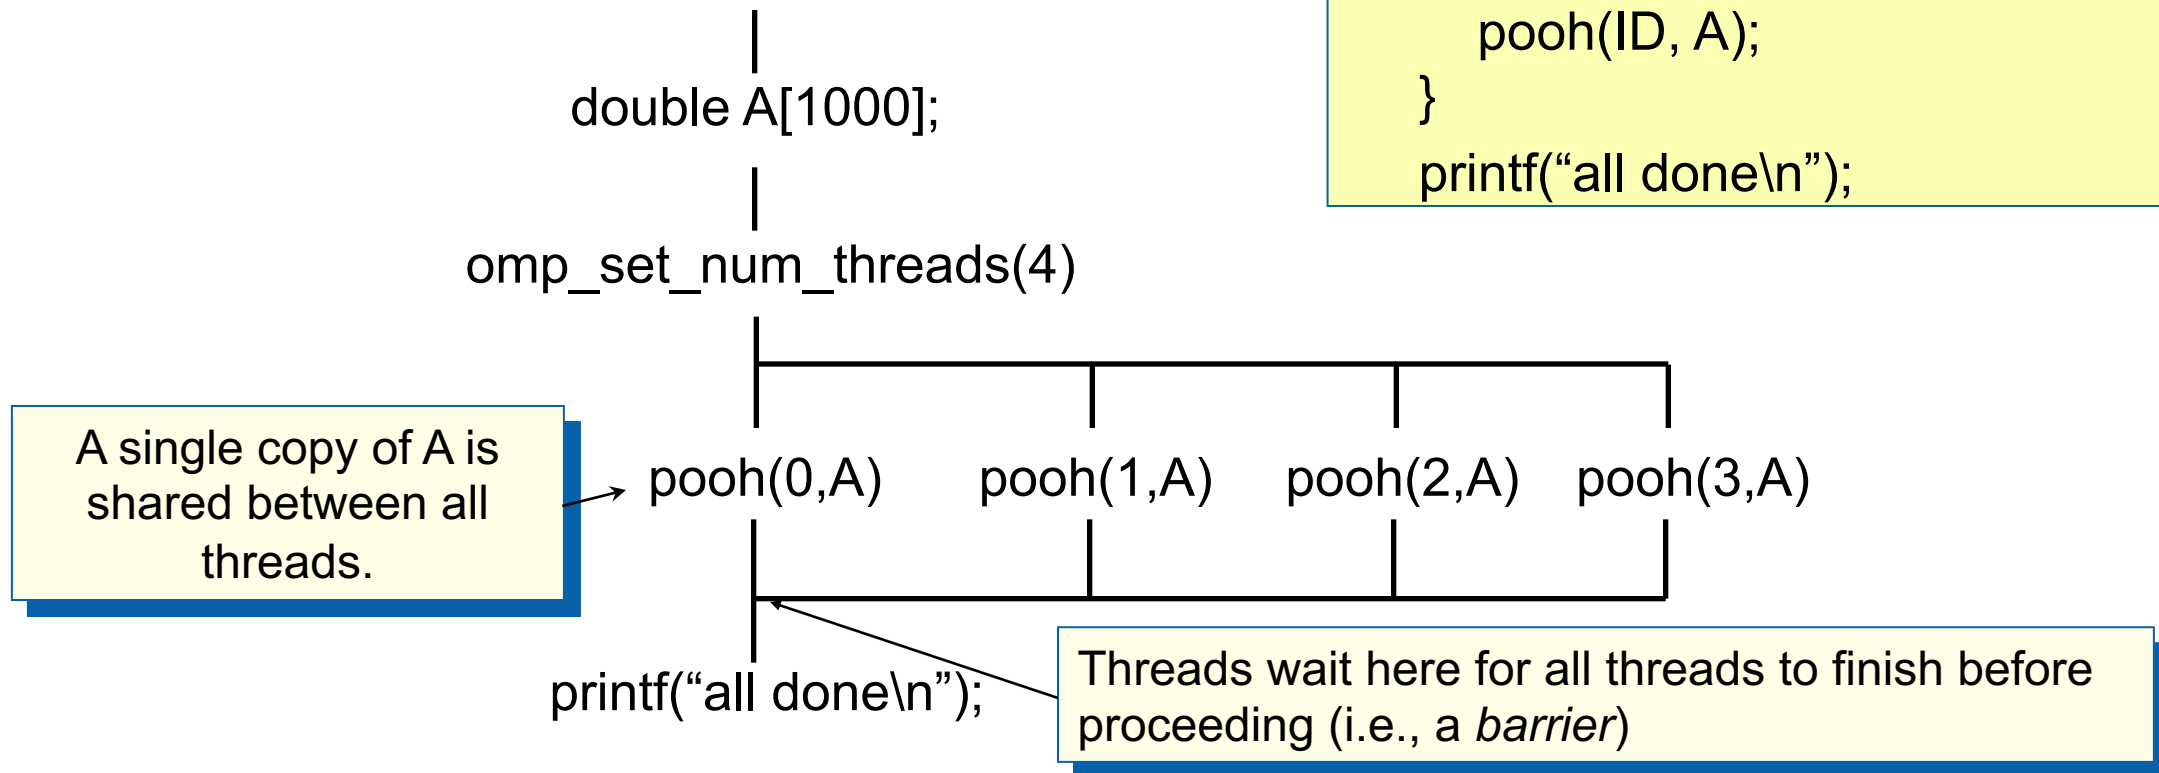 pooh(ID, A);
}
printf(“all done\n”);
double A[1000];
omp_set_num_threads(4)
A single copy of A is
shared between all
threads.
pooh(0,A) pooh(1,A) pooh(2,A) pooh(3,A)
printf(“all done\n”);
Threads wait here for all threads to finish before
proceeding (i.e., a barrier)